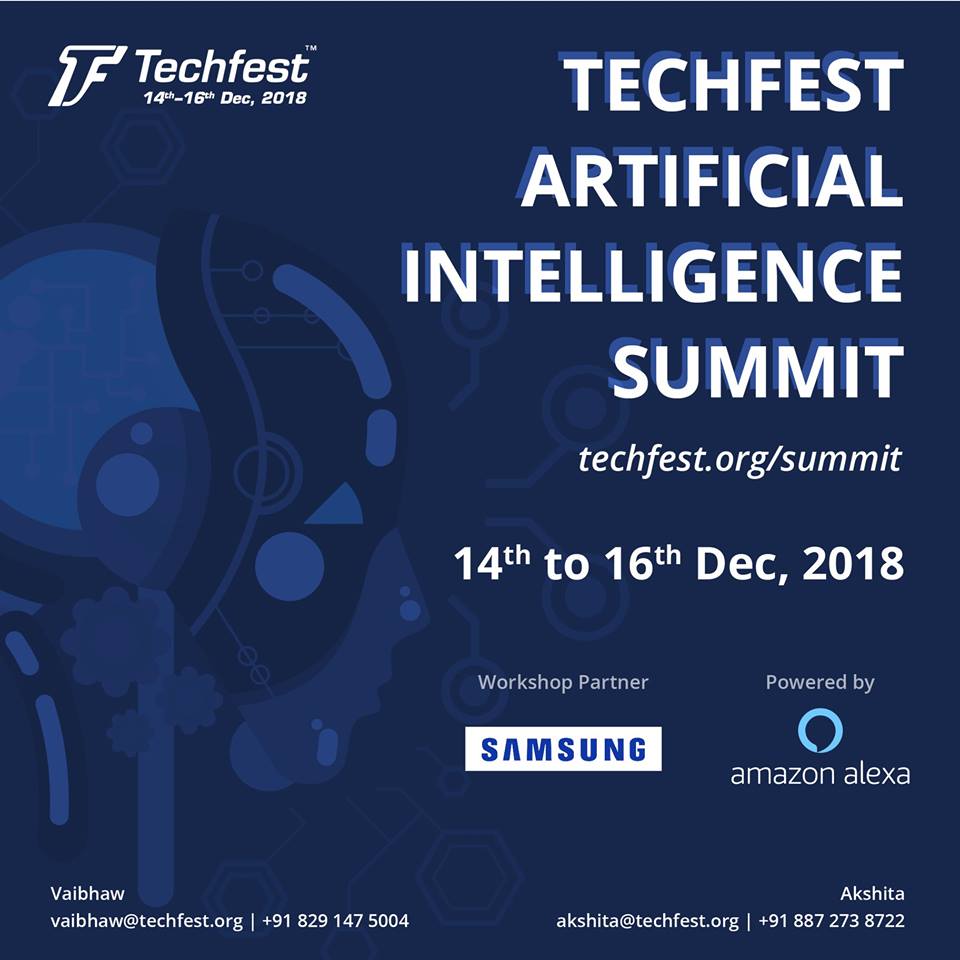 Techfest™
14th–16th Dec, 2018
TECHFEST
ARTIFICIAL
INTELLIGENCE
SUMMIT
techfest.org/summit
14th to 16th Dec, 2018
Workshop Partner
SAMSUNG
Powered by
amazon alexa
Vaibhaw
vaibhaw@techfest.org | +91 829 147 5004
Akshita
akshita@techfest.org | +91 887 273 8722